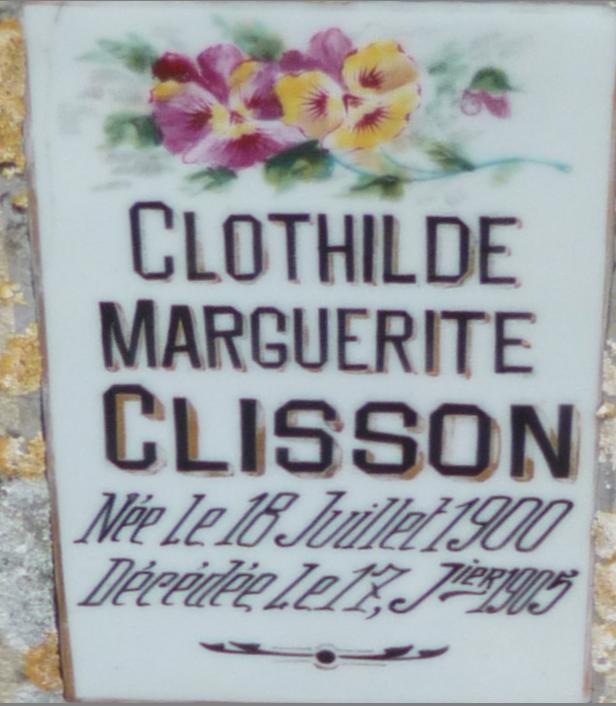 CLOTHILDE
MARGUERITE
CLISSON
Née Le 18 Juillet 1900
Décédée Le 17, Jier 1905